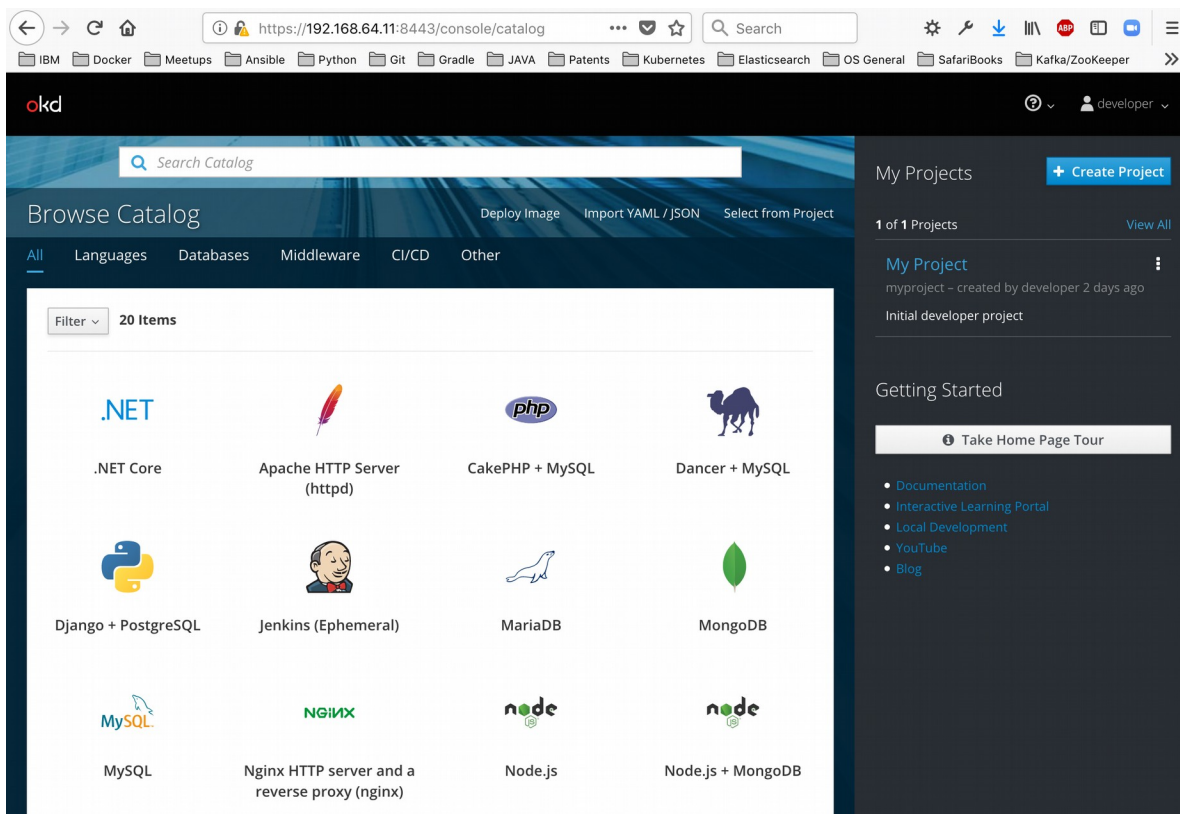 https://192.168.64.11:8443/console/catalog
Search
ABP
IBM Docker Meetups Ansible Python Git Gradle JAVA Patents Kubernetes Elasticsearch OS General SafariBooks Kafka/ZooKeeper
okd
developer
Search Catalog
Browse Catalog
Deploy Image Import YAML / JSON Select from Project
All Languages Databases Middleware CI/CD Other
Filter 20 Items
.NET
php
.NET Core
Apache HTTP Server
(httpd)
CakePHP + MySQL
Dancer + MySQL
Django + PostgreSQL
Jenkins (Ephemeral)
MariaDB
MongoDB
MySQL
NGINX
node
JS
node
JS
MySQL
Nginx HTTP server and a
reverse proxy (nginx)
Node.js
Node.js + MongoDB
My Projects
+ Create Project
1 of 1 Projects View All
My Project
myproject – created by developer 2 days ago
Initial developer project
Getting Started
Take Home Page Tour
Documentation
Interactive Learning Portal
Local Development
YouTube
Blog